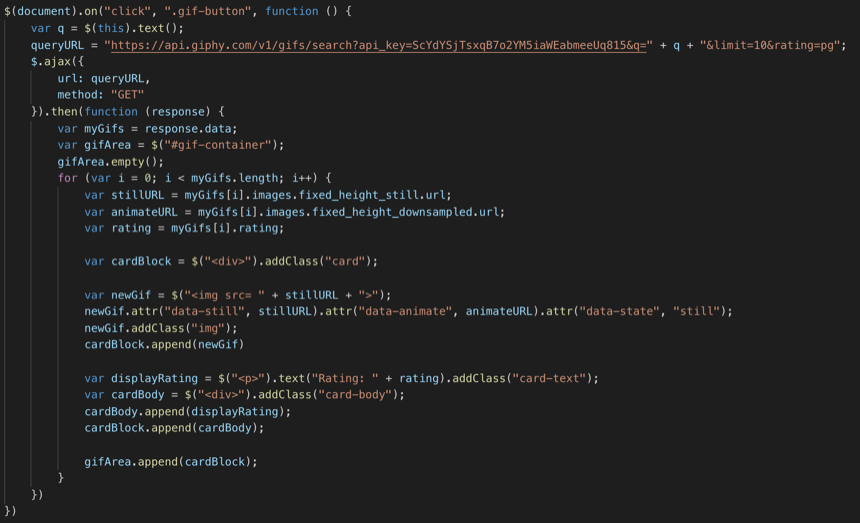 $(document).on("click", ".gif-button", function () {
var q = $(this).text();
queryURL = "https://api.giphy.com/v1/gifs/search?api_key=ScYdYSjTsxqB7o2YM5iaWEabmeeUq815&q=" + q + "&limit=10&rating=pg";
$.ajax({
url: queryURL,
method: "GET"
}).then(function (response) {
var myGifs = response.data;
var gifArea = $("#gif-container");
gifArea.empty();
for (var i = 0; i < myGifs.length; i++) {
var stillURL = myGifs[i].images.fixed_height_still.url;
var animateURL = myGifs[i].images.fixed_height_downsampled.url;
var rating = myGifs[i].rating;
var cardBlock = $("<div>").addClass("card");
var newGif = $("<img src= " + stillURL + ">");
newGif.attr("data-still", stillURL).attr("data-animate", animateURL).attr("data-state", "still");
newGif.addClass("img");
cardBlock.append(newGif)
var displayRating = $("<p>").text("Rating: " + rating).addClass("card-text");
var cardBody = $("<div>").addClass("card-body");
cardBody.append(displayRating);
cardBlock.append(cardBody);
gifArea.append(cardBlock);
}
})
})